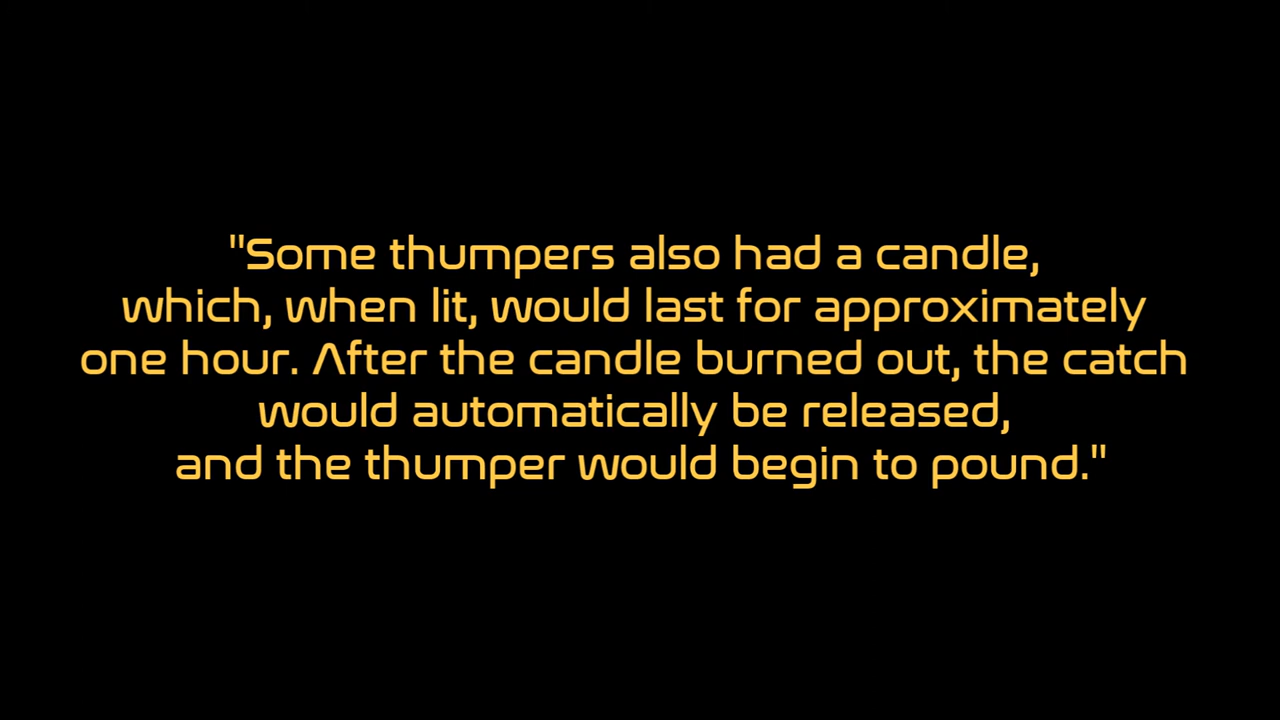 "Some thumpers also had a candle,
which, when lit, would last for approximately
one hour. After the candle burned out, the catch
would automatically be released,
and the thumper would begin to pound."